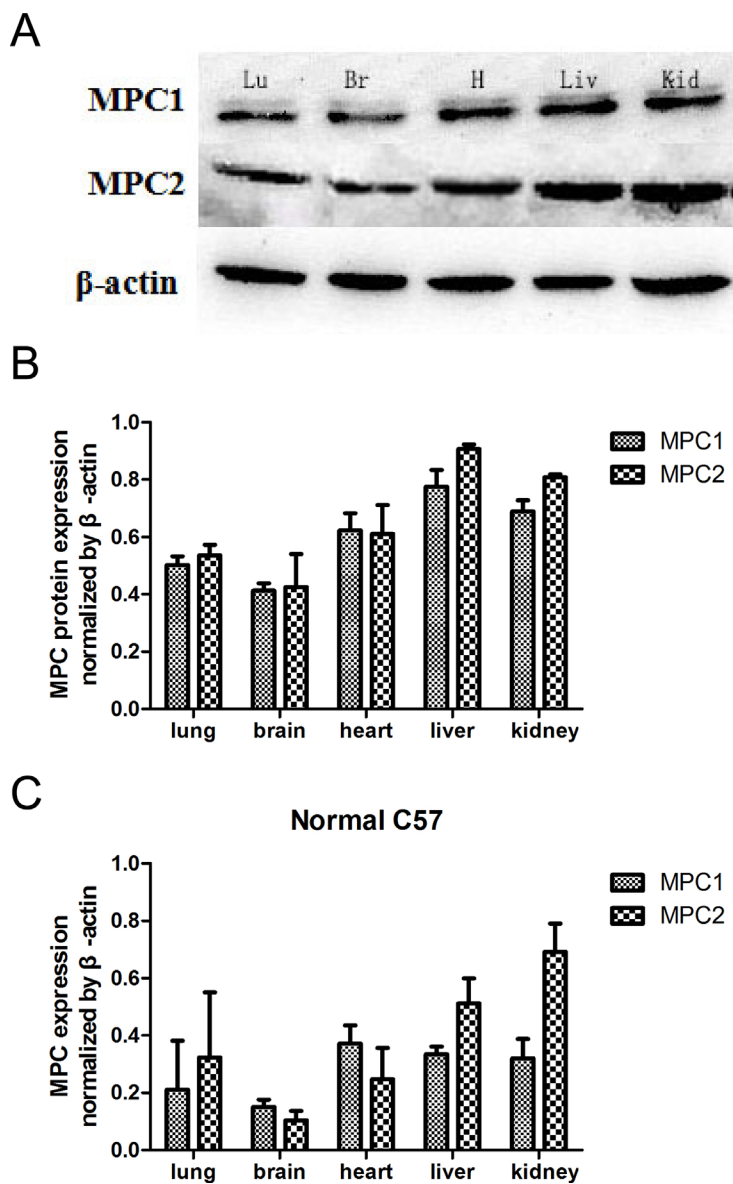 A
Lu Br H Liv Kid
MPC1
MPC2
β-actin
B
MPC protein expression
normalized by β -actin
1.0
0.8
0.6
0.4
0.2
0.0
lung brain heart liver kidney
MPC1
MPC2
C
Normal C57
MPC expression
normalized by β -actin
1.0
0.8
0.6
0.4
0.2
0.0
lung brain heart liver kidney
MPC1
MPC2